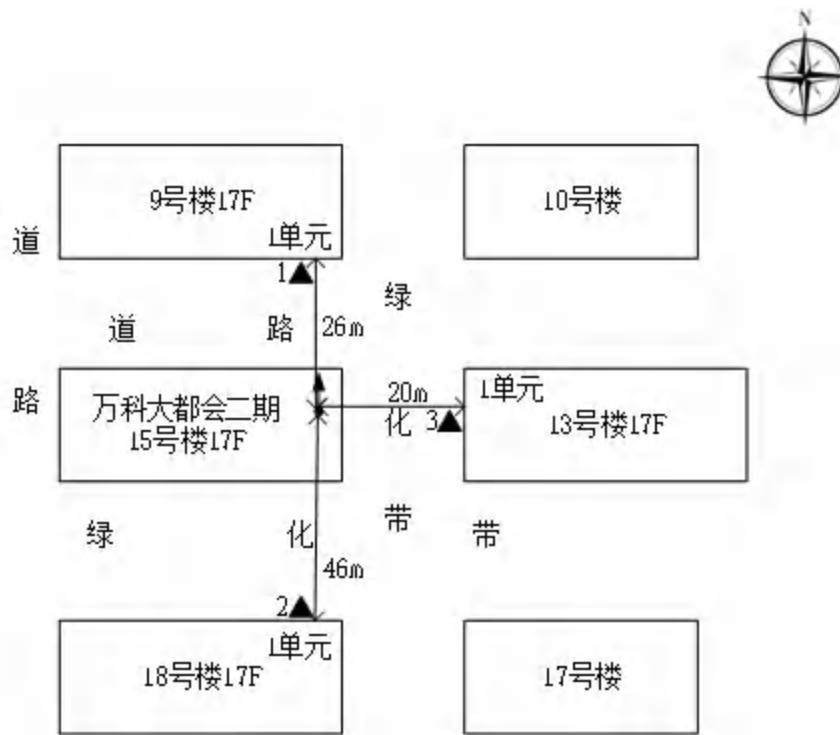 N
9号楼17F
10号楼
1单元
道
1
绿
道
路
26m
路
万科大都会二期
15号楼17F
20m
化
3
1单元
13号楼17F
绿
化
带
带
46m
2
1单元
18号楼17F
17号楼